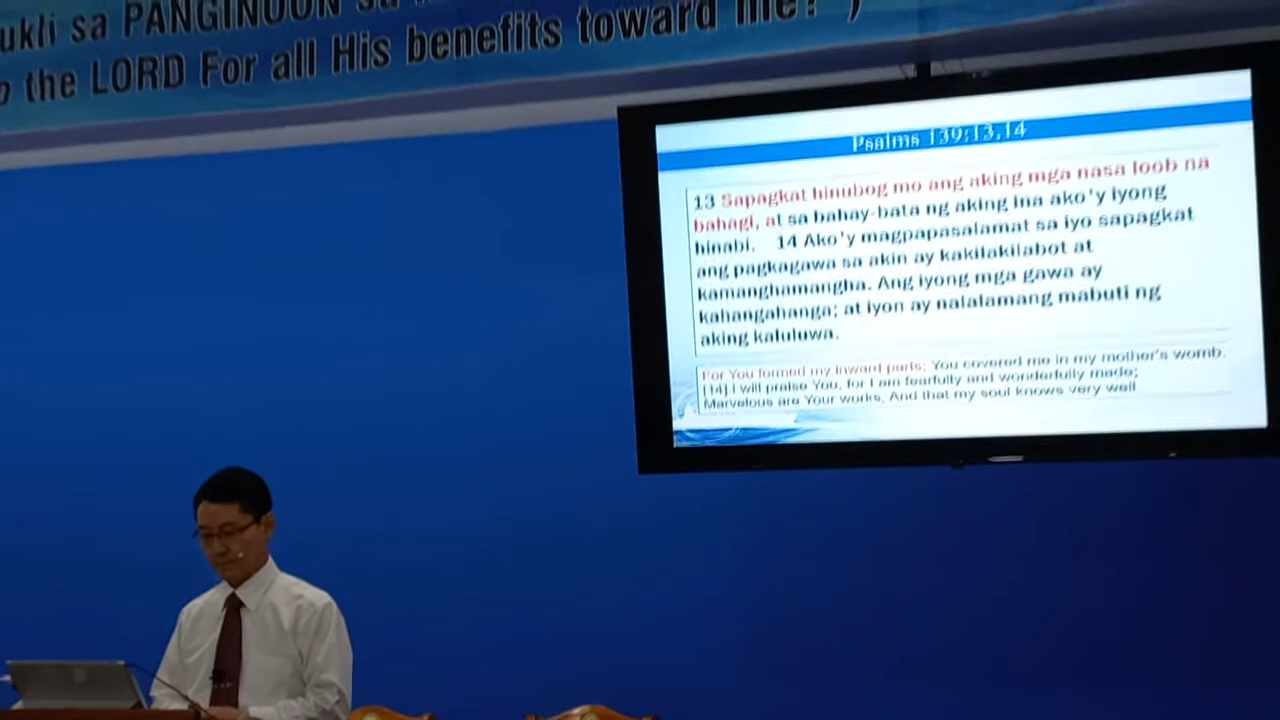 ukli sa PANGINOON sa
the LORD For all His benefits toward me? )
Psalms 139:13,14
13 Sapagkat hinubog mo ang aking mga nasa loob na
bahagi, at sa bahay-bata ng aking ina ako'y iyong
hinabi. 14 Ako'y magpapasalamat sa iyo sapagkat
ang pagkagawa sa akin ay kakilakilabot at
kamanghamangha. Ang iyong mga gawa ay
kahangahanga; at iyon ay nalalamang mabuti ng
aking kaluluwa.
For You formed my inward parts; You covered me in my mother's womb.
[14] I will praise You, for I am fearfully and wonderfully made;
Marvelous are Your works, And that my soul knows very well